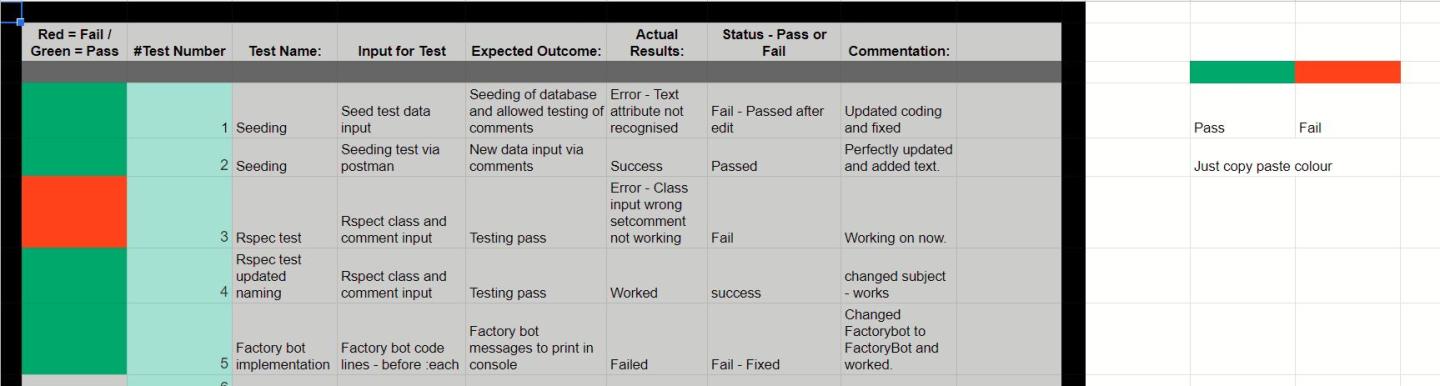 Red = Fail /
Green = Pass
#Test Number
Test Name:
Input for Test
Expected Outcome:
Actual
Results:
Status - Pass or
Fail
Commentation:
1
Seeding
Seed test data
input
Seeding of database
and allowed testing of
comments
Error - Text
attribute not
recognised
Fail - Passed after
edit
Updated coding
and fixed
Pass
Fail
2
Seeding
Seeding test via
postman
New data input via
comments
Success
Passed
Perfectly updated
and added text.
Just copy paste colour
3
Rspec test
Rspect class and
comment input
Testing pass
Error - Class
input wrong
setcomment
not working
Fail
Working on now.
4
Rspec test
updated
naming
Rspect class and
comment input
Testing pass
Worked
success
changed subject
- works
5
Factory bot
implementation
Factory bot code
lines - before :each
Factory bot
messages to print in
console
Failed
Fail - Fixed
Changed
Factorybot to
FactoryBot and
worked.